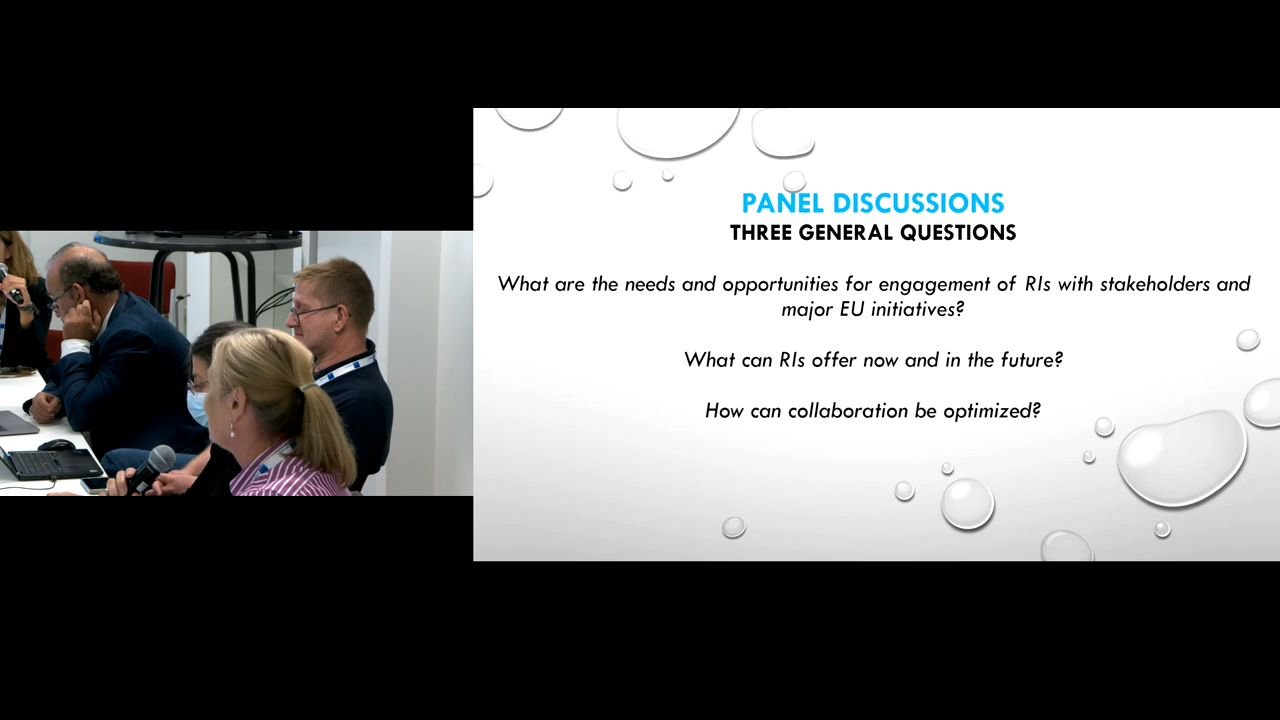 PANEL DISCUSSIONS
THREE GENERAL QUESTIONS
What are the needs and opportunities for engagement of RIs with stakeholders and
major EU initiatives?
What can RIs offer now and in the future?
How can collaboration be optimized?